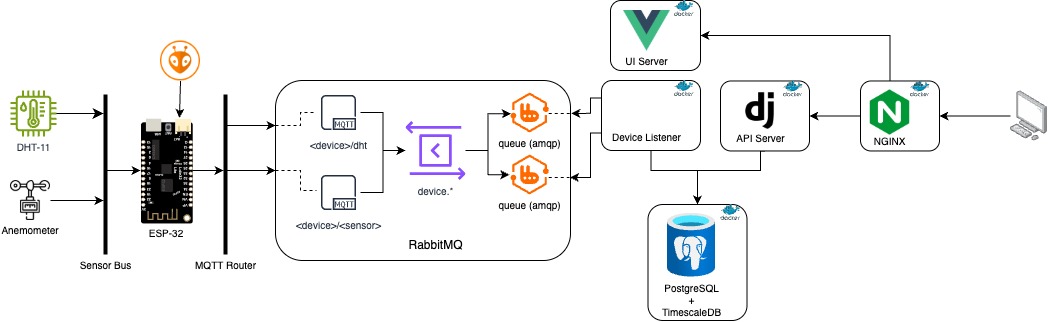 docker
UI Server
docker
Device Listener
docker
dj
API Server
docker
NGINX
DHT-11
Anemometer
Sensor Bus
ESP-32
MQTT Router
MQTT
<device>/dht
MQTT
<device>/<sensor>
device.*
queue (amqp)
queue (amqp)
RabbitMQ
docker
PostgreSQL
+
TimescaleDB